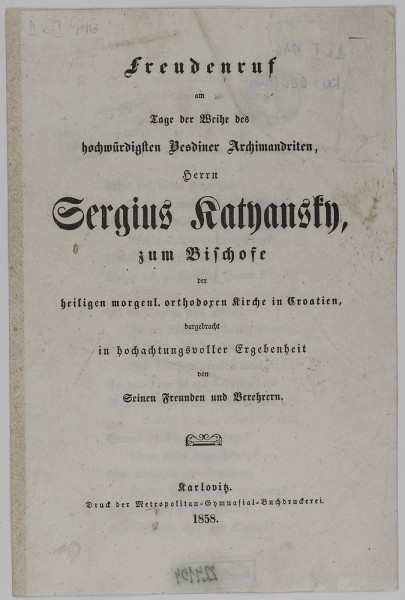 Freudenruf
am
Tage der Weihe des
hochwürdigsten Besdiner Archimandriten,
Herrn
Sergius Kathansky,
zum Bischofe
der
heiligen morgenl. orthodoxen Kirche in Croatien,
dargebracht
in hochachtungsvoller Ergebenheit
von
Seinen Freunden und Verehrern.
Karlovitz.
Druck der Metropolitan-Gymnasial-Buchdruckerei.
1858.